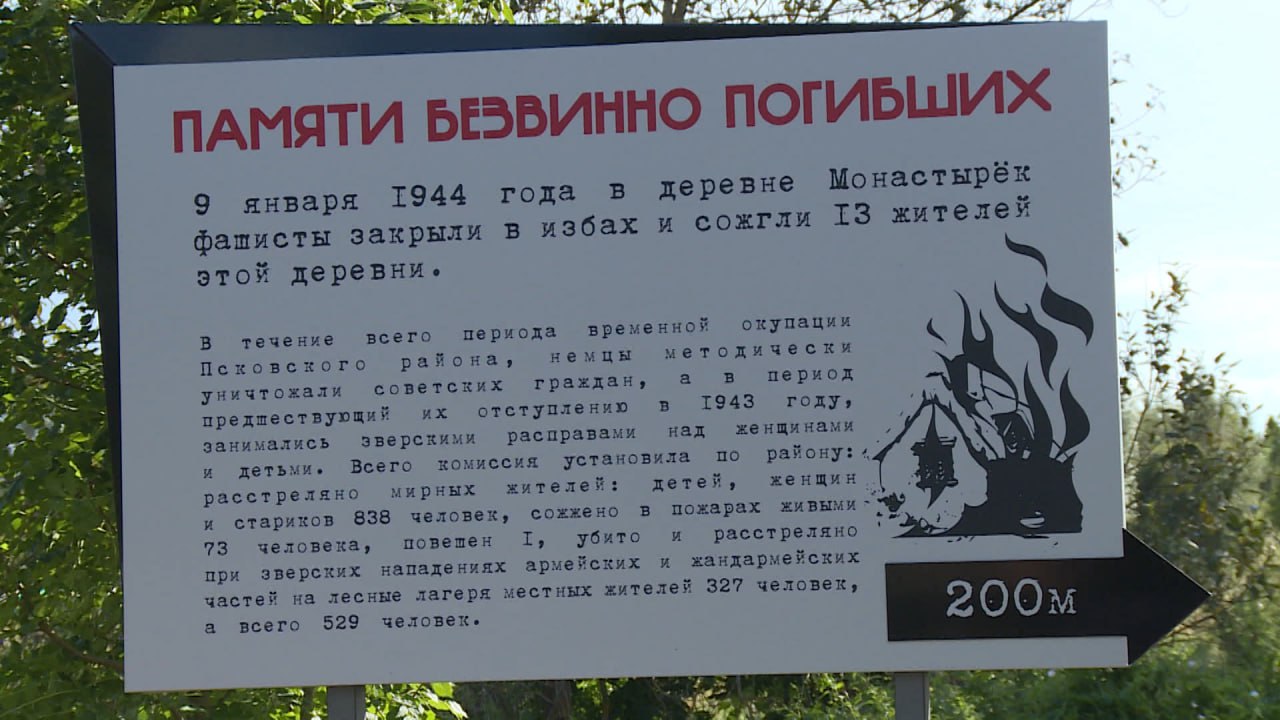 ПАМЯТИ БЕЗВИННО ПОГИБШИХ
9 января 1944 года в деревне Монастырёк
фашисты закрыли в избах и сожгли 13 жителей
этой деревни.
В течение всего периода временной окупации
Псковского района, немцы методически
уничтожали советских граждан, а в период
предшествующий их отступлению в 1943 году,
занимались зверскими расправами над женщинами
и детьми. Всего комиссия установила по району:
расстреляно мирных жителей: детей, женщин
и стариков 838 человек, сожжено в пожарах живыми
73 человека, повешен I, убито и расстреляно
при зверских нападениях армейских и жандармейских
частей на лесные лагеря местных жителей 327 человек,
а всего 529 человек.
200м